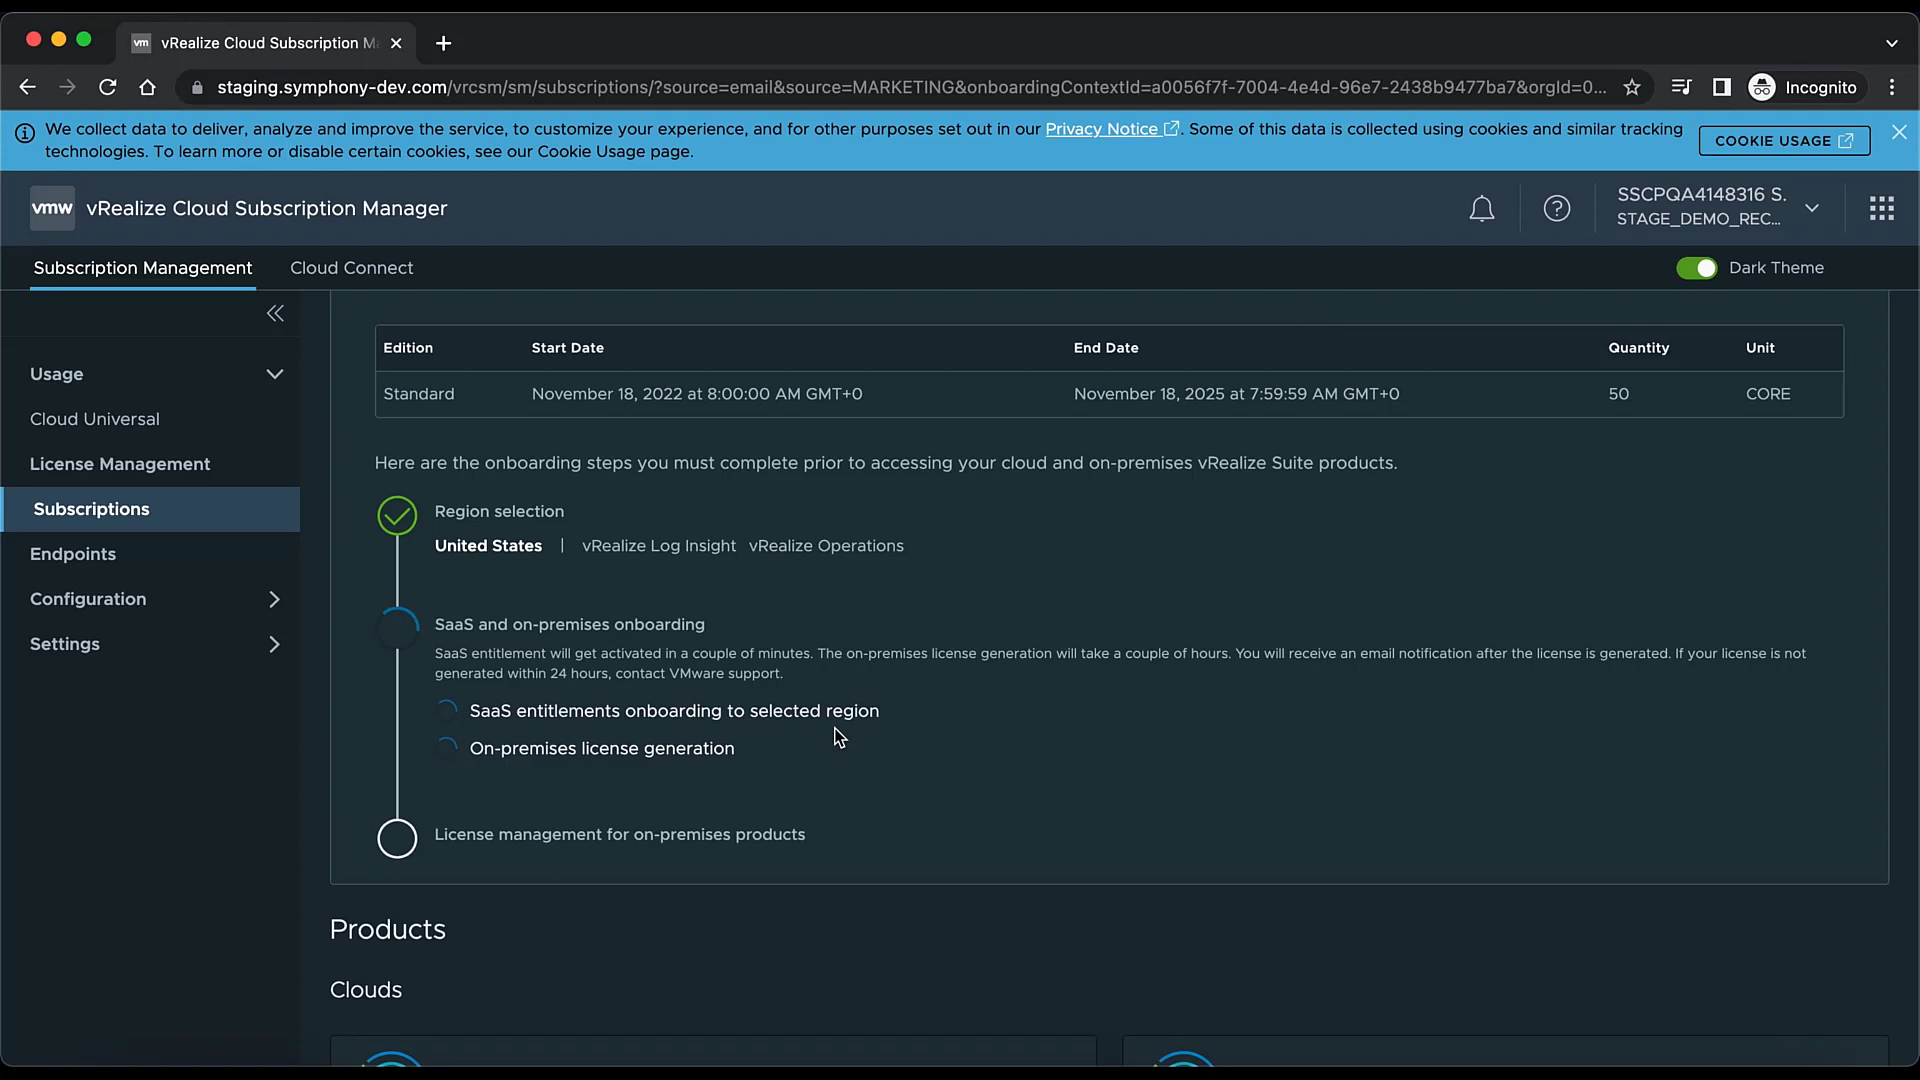 vm vRealize Cloud Subscription Ma
staging.symphony-dev.com/vrcsm/sm/subscriptions/?source=email&source=MARKETING&onboardingContextId=a0056f7f-7004-4e4d-96e7-2438b9477ba7&orgId=0... Incognito
We collect data to deliver, analyze and improve the service, to customize your experience, and for other purposes set out in our Privacy Notice . Some of this data is collected using cookies and similar tracking
technologies. To learn more or disable certain cookies, see our Cookie Usage page.
COOKIE USAGE
vmw vRealize Cloud Subscription Manager
SSCPQA4148316 S.
STAGE_DEMO_REC...
Subscription Management Cloud Connect Dark Theme
Usage
Cloud Universal
License Management
Subscriptions
Endpoints
Configuration
Settings
Edition Start Date End Date Quantity Unit
Standard November 18, 2022 at 8:00:00 AM GMT+0 November 18, 2025 at 7:59:59 AM GMT+0 50 CORE
Here are the onboarding steps you must complete prior to accessing your cloud and on-premises vRealize Suite products.
Region selection
United States | vRealize Log Insight vRealize Operations
SaaS and on-premises onboarding
SaaS entitlement will get activated in a couple of minutes. The on-premises license generation will take a couple of hours. You will receive an email notification after the license is generated. If your license is not
generated within 24 hours, contact VMware support.
SaaS entitlements onboarding to selected region
On-premises license generation
License management for on-premises products
Products
Clouds